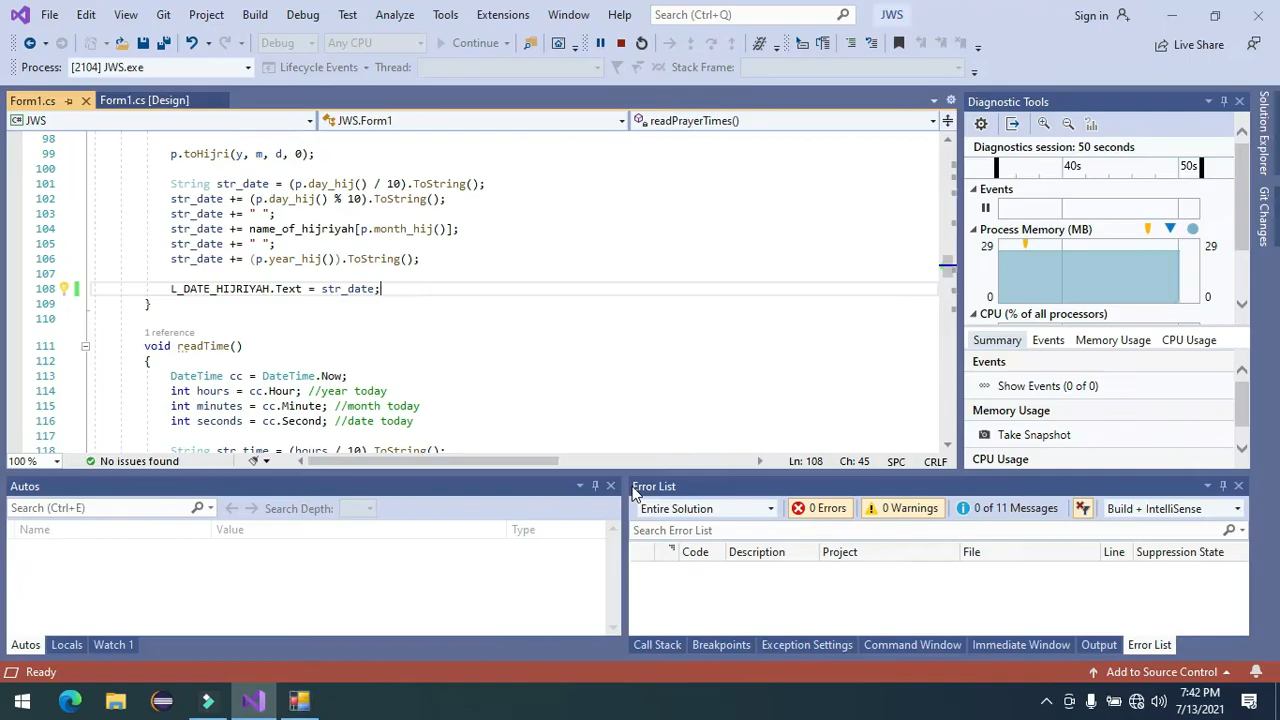 File Edit View Git Project Build Debug Test Analyze Tools Extensions Window Help Search (Ctrl+Q) JWS Sign in
Debug Any CPU Continue Live Share
Process: [2104] JWS.exe Lifecycle Events Thread: Stack Frame:
Form1.cs Form1.cs [Design]
JWS JWS.Form1 readPrayerTimes()
98
99 p.toHijri(y, m, d, 0);
100
101 String str_date = (p.day_hij() / 10).ToString();
102 str_date += (p.day_hij() % 10).ToString();
103 str_date += " ";
104 str_date += name_of_hijriyah[p.month_hij()];
105 str_date += " ";
106 str_date += (p.year_hij()).ToString();
107
108 L_DATE_HIJRIYAH.Text = str_date;
109 }
110
1 reference
111 void readTime()
112 {
113 DateTime cc = DateTime.Now;
114 int hours = cc.Hour; //year today
115 int minutes = cc.Minute; //month today
116 int seconds = cc.Second; //date today
117
118 String str_time = (hours / 10).ToString();
100 % No issues found Ln: 108 Ch: 45 SPC CRLF
Diagnostic Tools
Diagnostics session: 50 seconds
40s 50s
Events
Process Memory (MB)
29 29
0 0
CPU (% of all processors)
Summary Events Memory Usage CPU Usage
Events
Show Events (0 of 0)
Memory Usage
Take Snapshot
CPU Usage
Solution Explorer
Git Changes
Autos
Search (Ctrl+E) Search Depth:
Name Value Type
Autos Locals Watch 1
Error List
Entire Solution 0 Errors 0 Warnings 0 of 11 Messages Build + IntelliSense
Search Error List
Code Description Project File Line Suppression State
Call Stack Breakpoints Exception Settings Command Window Immediate Window Output Error List
Ready Add to Source Control
7:42 PM
7/13/2021